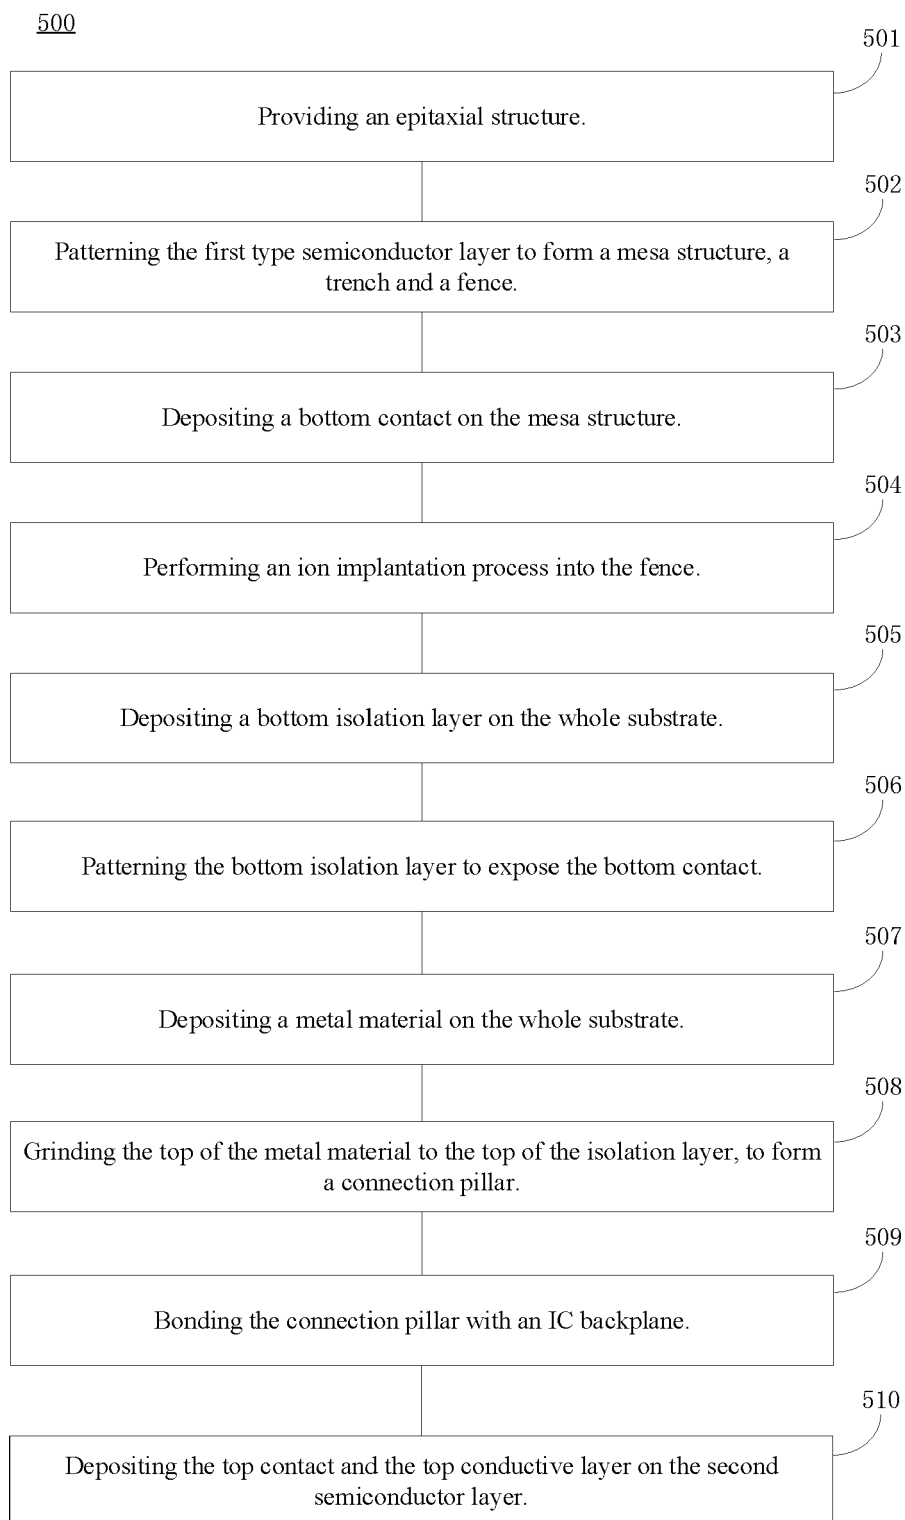 500
501
Providing an epitaxial structure.
502
Patterning the first type semiconductor layer to form a mesa structure, a
trench and a fence.
503
Depositing a bottom contact on the mesa structure.
504
Performing an ion implantation process into the fence.
505
Depositing a bottom isolation layer on the whole substrate.
506
Patterning the bottom isolation layer to expose the bottom contact.
507
Depositing a metal material on the whole substrate.
508
Grinding the top of the metal material to the top of the isolation layer, to form
a connection pillar.
509
Bonding the connection pillar with an IC backplane.
510
Depositing the top contact and the top conductive layer on the second
semiconductor layer.